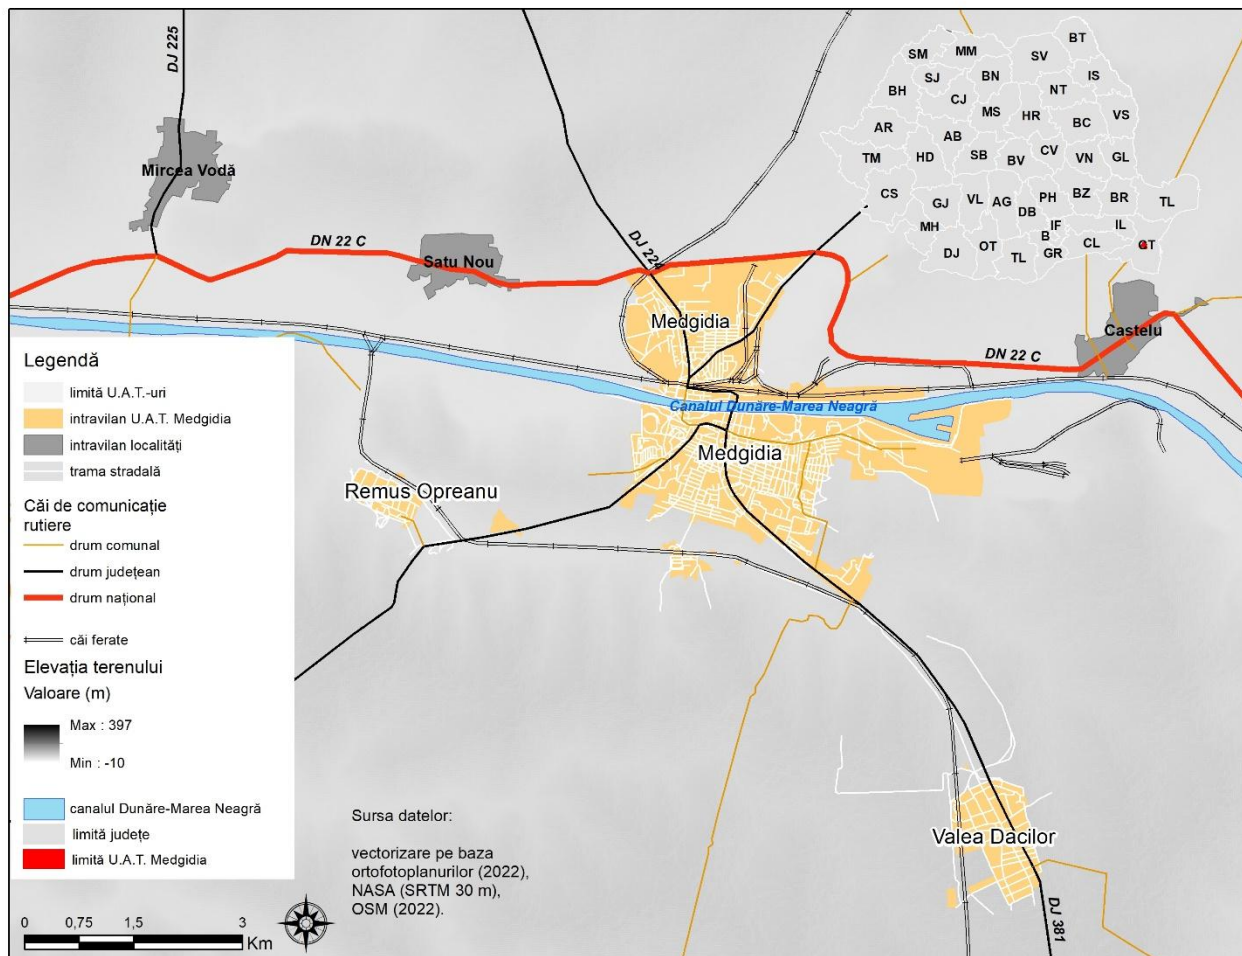 DJ 225
Mircea Vodă
DN 22 C
Satu Nou
DJ 224
Medgidia
DN 22 C
Castelu
Canalul Dunăre-Marea Neagră
Medgidia
Remus Opreanu
Valea Dacilor
DJ 381
SM
MM
BT
SV
SJ
BN
IS
BH
CJ
NT
MS
HR
BC
VS
AR
AB
TM
HD
SB
BV
CV
VN
GL
CS
GJ
VL
AG
PH
BZ
BR
TL
DB
MH
IF
IL
B
DJ
OT
TL
GR
CL
CT
Legendă
limită U.A.T.-uri
intravilan U.A.T. Medgidia
intravilan localități
trama stradală
Căi de comunicație
rutiere
drum comunal
drum județean
drum național
căi ferate
Elevația terenului
Valoare (m)
Max : 397
Min : -10
canalul Dunăre-Marea Neagră
limită județe
limită U.A.T. Medgidia
0 0,75 1,5 3
Km
Sursa datelor:
vectorizare pe baza
ortofotoplanurilor (2022),
NASA (SRTM 30 m),
OSM (2022).